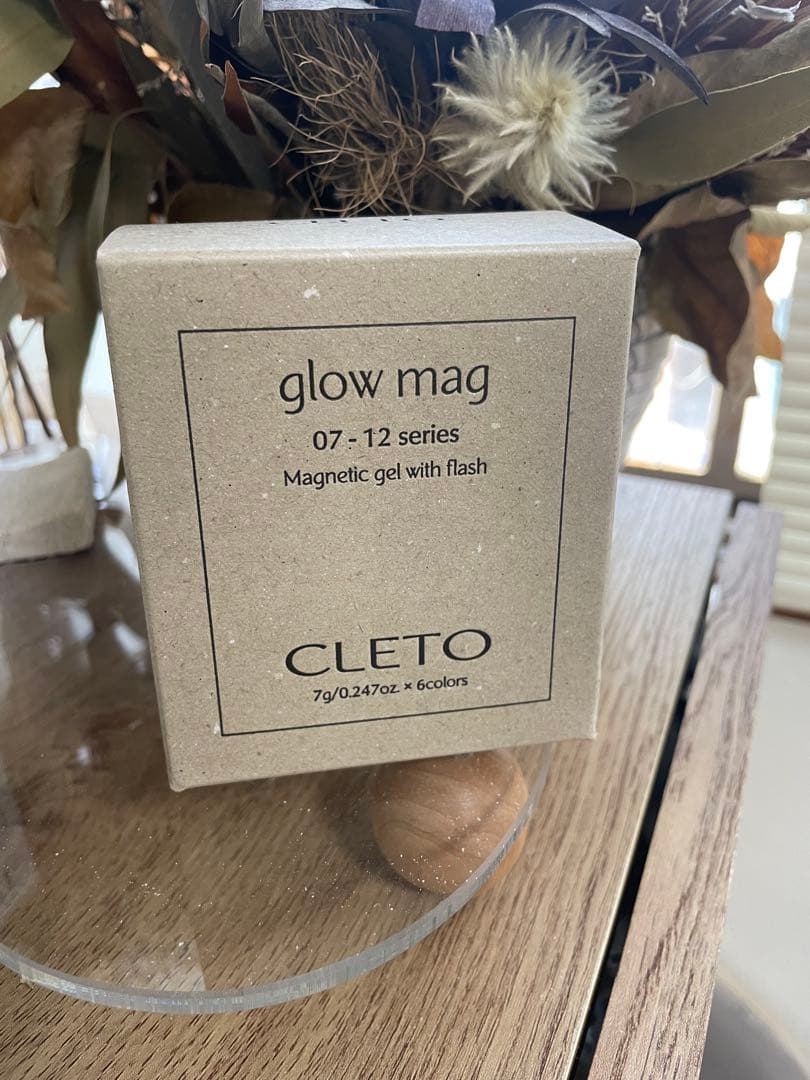 glow mag
07 - 12 series
Magnetic gel with flash
CLETO
7g/0.247oz. × 6colors